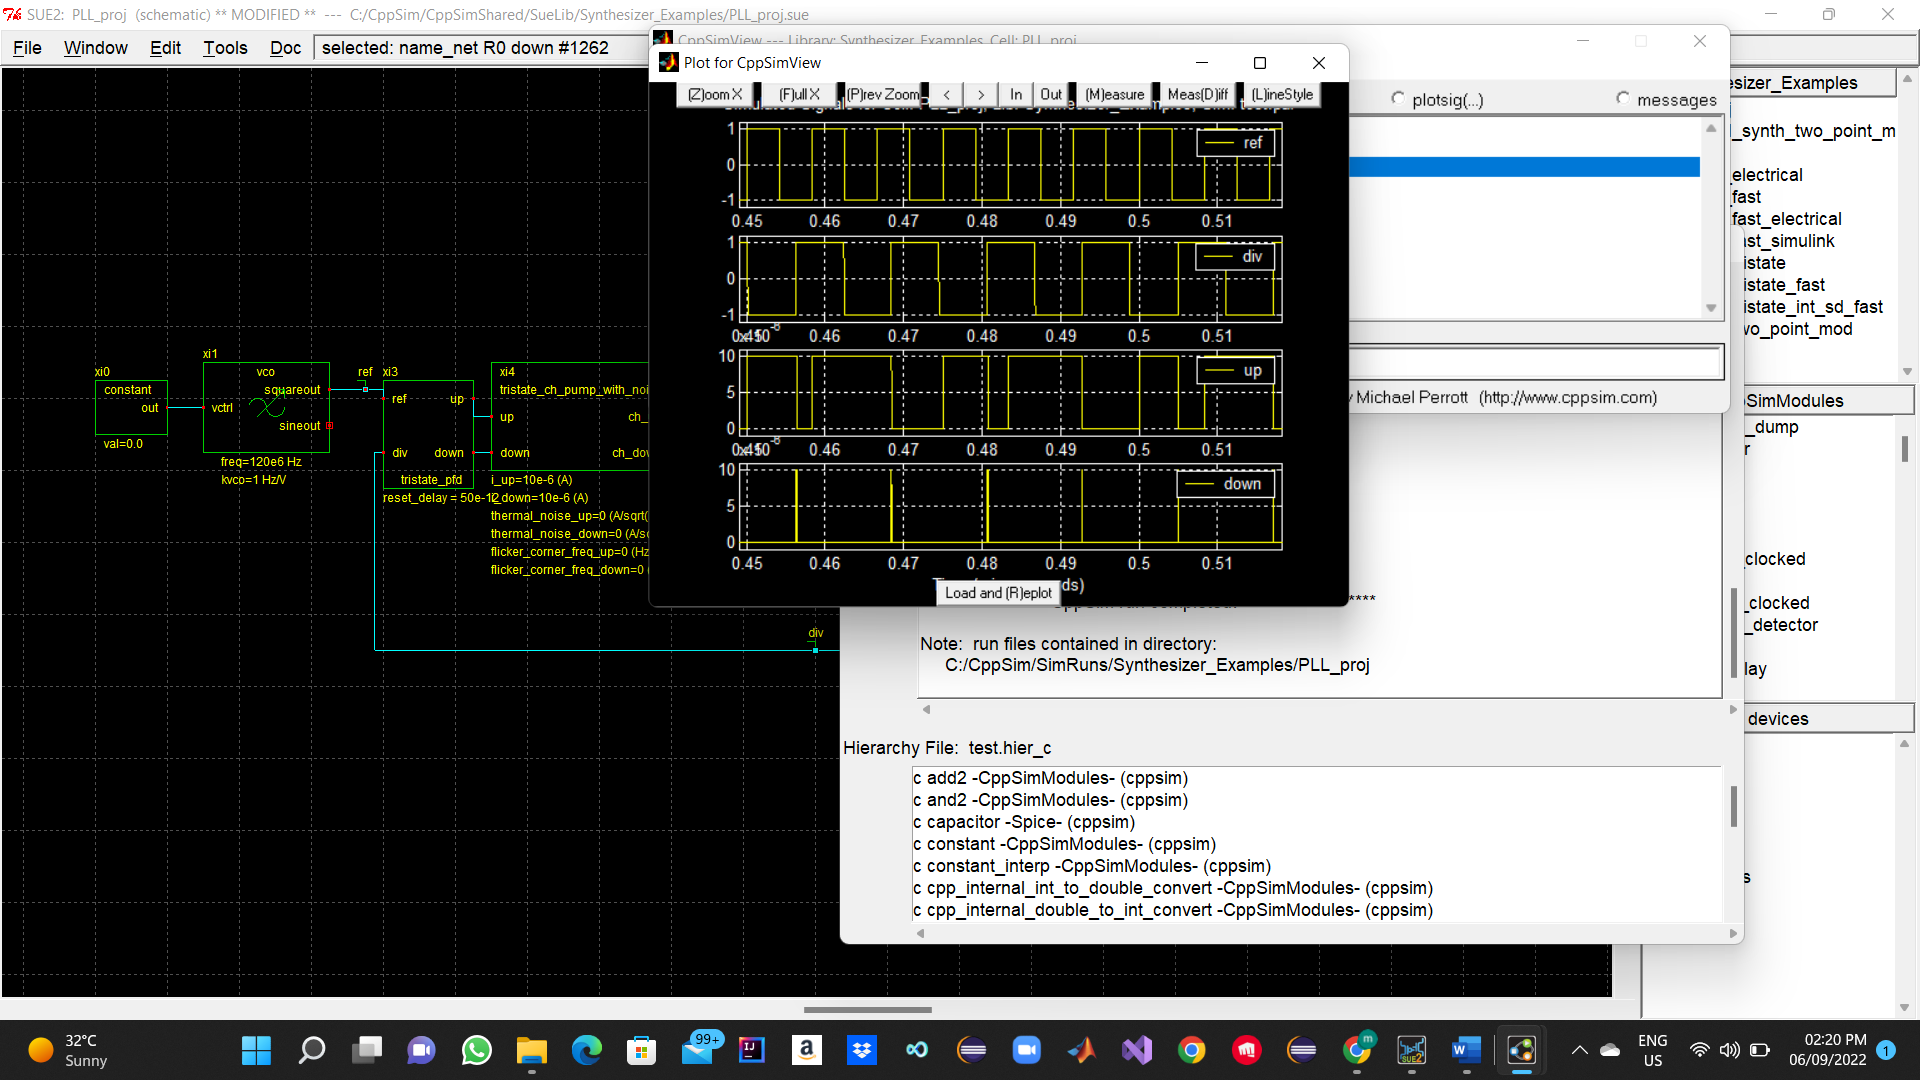 SUE2: PLL_proj (schematic) ** MODIFIED ** --- C:/CppSim/CppSimShared/SueLib/Synthesizer_Examples/PLL_proj.sue
File Window Edit Tools Doc selected: name_net R0 down #1262
CppSimView --- Library: Synthesizer_Examples, Cell: PLL_proj
Plot for CppSimView
(Z)oom X (F)ull X (P)rev Zoom < > In Out (M)easure Meas(D)iff (L)ineStyle
plotsig(...) messages
1
0
-1
ref
0.45 0.46 0.47 0.48 0.49 0.5 0.51
1
0
-1
div
0.45 0.46 0.47 0.48 0.49 0.5 0.51
10
5
0
up
0.45 0.46 0.47 0.48 0.49 0.5 0.51
10
5
0
down
0.45 0.46 0.47 0.48 0.49 0.5 0.51
Load and (R)eplot
Michael Perrott (http://www.cppsim.com)
xi0
constant
out
val=0.0
xi1
vco
squareout
vctrl
sineout
freq=120e6 Hz
kvco=1 Hz/V
ref
xi3
ref up
div down
tristate_pfd
reset_delay = 50e-12
xi4
tristate_ch_pump_with_noi
up
ch_
down
ch_dov
i_up=10e-6 (A)
i_down=10e-6 (A)
thermal_noise_up=0 (A/sqrt(
thermal_noise_down=0 (A/s
flicker_corner_freq_up=0 (Hz
flicker_corner_freq_down=0 (
div
****
Note: run files contained in directory:
C:/CppSim/SimRuns/Synthesizer_Examples/PLL_proj
Hierarchy File: test.hier_c
c add2 -CppSimModules- (cppsim)
c and2 -CppSimModules- (cppsim)
c capacitor -Spice- (cppsim)
c constant -CppSimModules- (cppsim)
c constant_interp -CppSimModules- (cppsim)
c cpp_internal_int_to_double_convert -CppSimModules- (cppsim)
c cpp_internal_double_to_int_convert -CppSimModules- (cppsim)
esizer_Examples
_synth_two_point_m
electrical
_fast
fast_electrical
ast_simulink
istate
istate_fast
istate_int_sd_fast
wo_point_mod
SimModules
_dump
r
clocked
_clocked
_detector
lay
devices
s
32°C
Sunny
99+
ENG
US
02:20 PM
06/09/2022
1